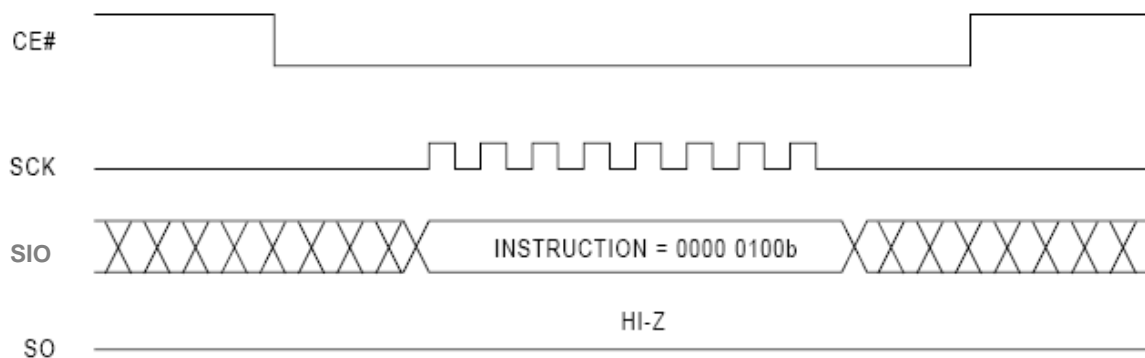 CE#
SCK
SIO
INSTRUCTION = 0000 0100b
HI-Z
SO